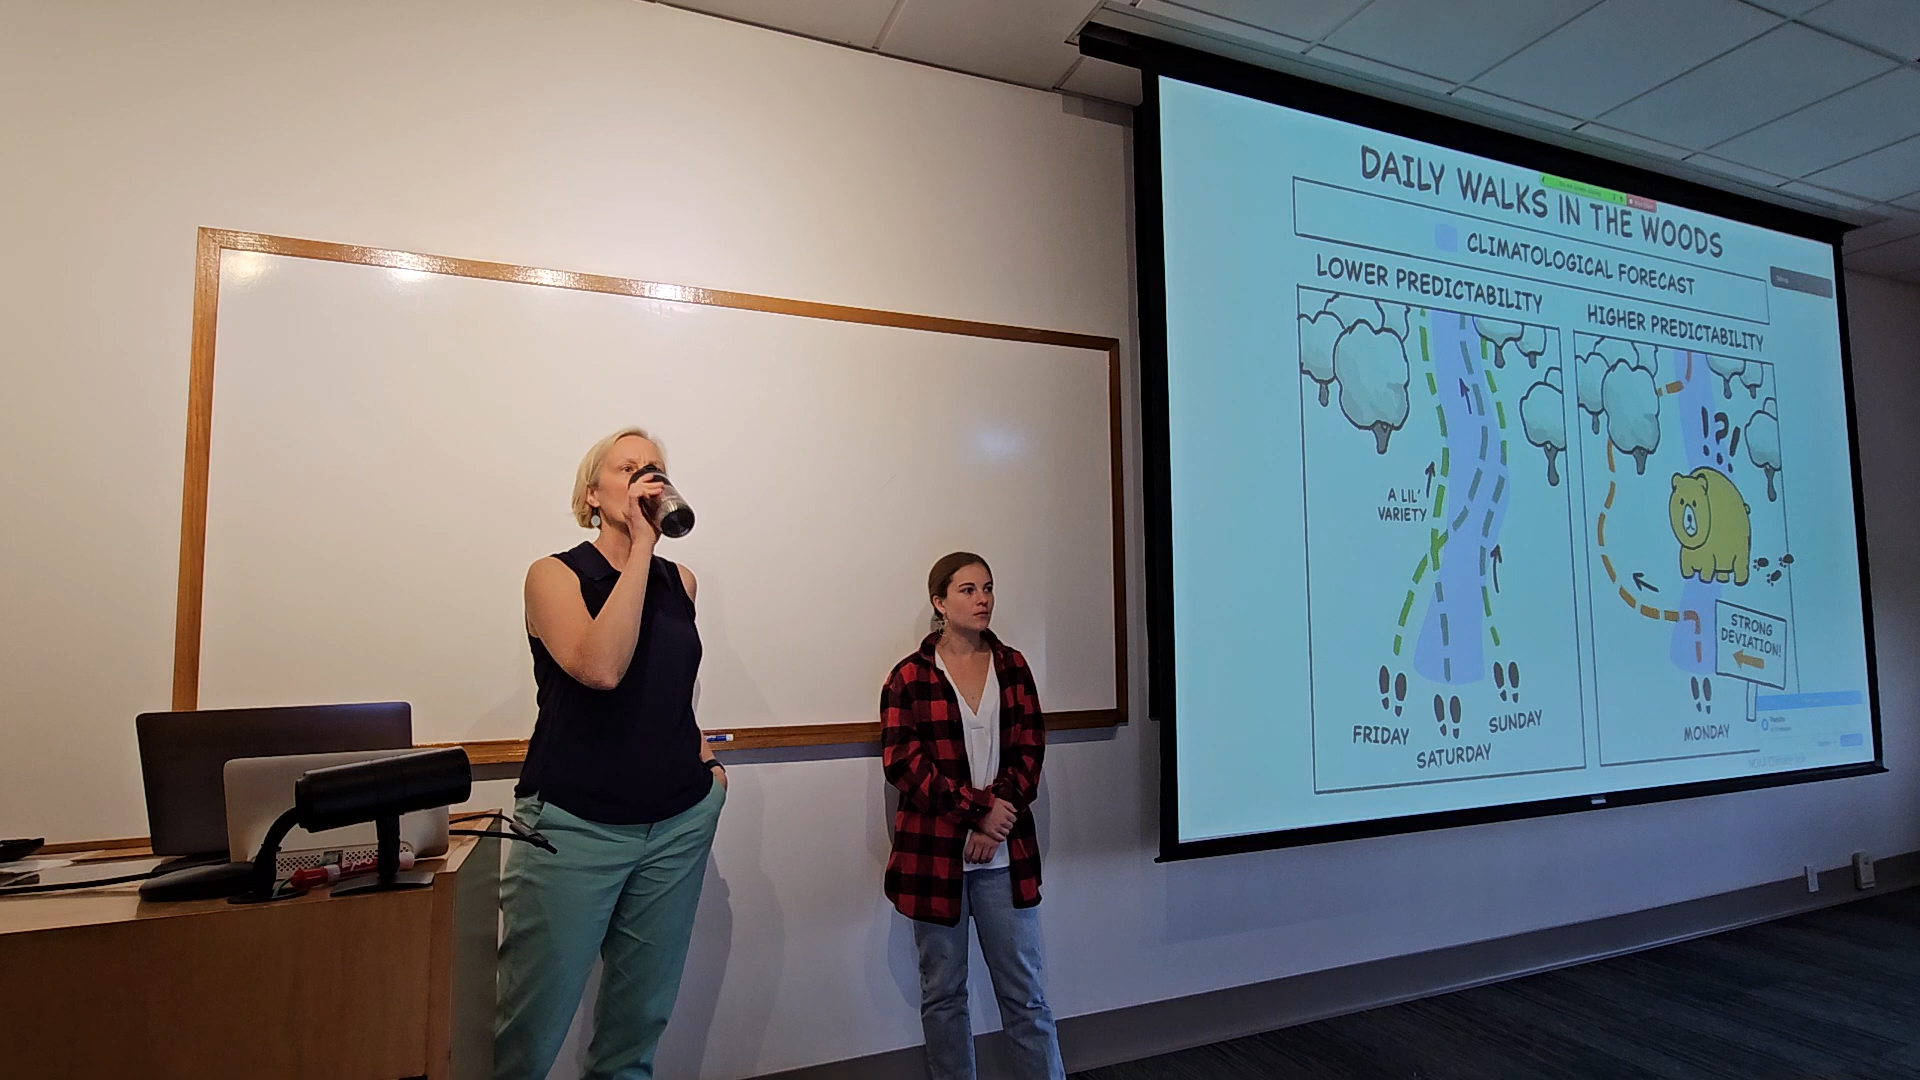 DAILY WALKS IN THE WOODS
CLIMATOLOGICAL FORECAST
LOWER PREDICTABILITY
HIGHER PREDICTABILITY
A LIL'
VARIETY
!?!
STRONG
DEVIATION!
FRIDAY
SATURDAY
SUNDAY
MONDAY